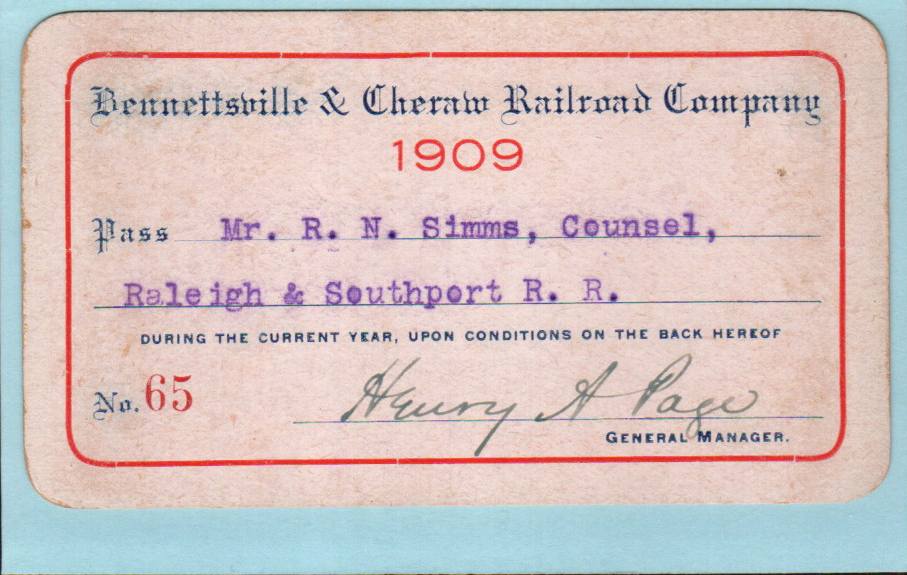 Bennettsville & Cheraw Railroad Company
1909
Pass Mr. R. N. Simms, Counsel,
Raleigh & Southport R. R.
DURING THE CURRENT YEAR, UPON CONDITIONS ON THE BACK HEREOF
No. 65 Henry A Page
GENERAL MANAGER.